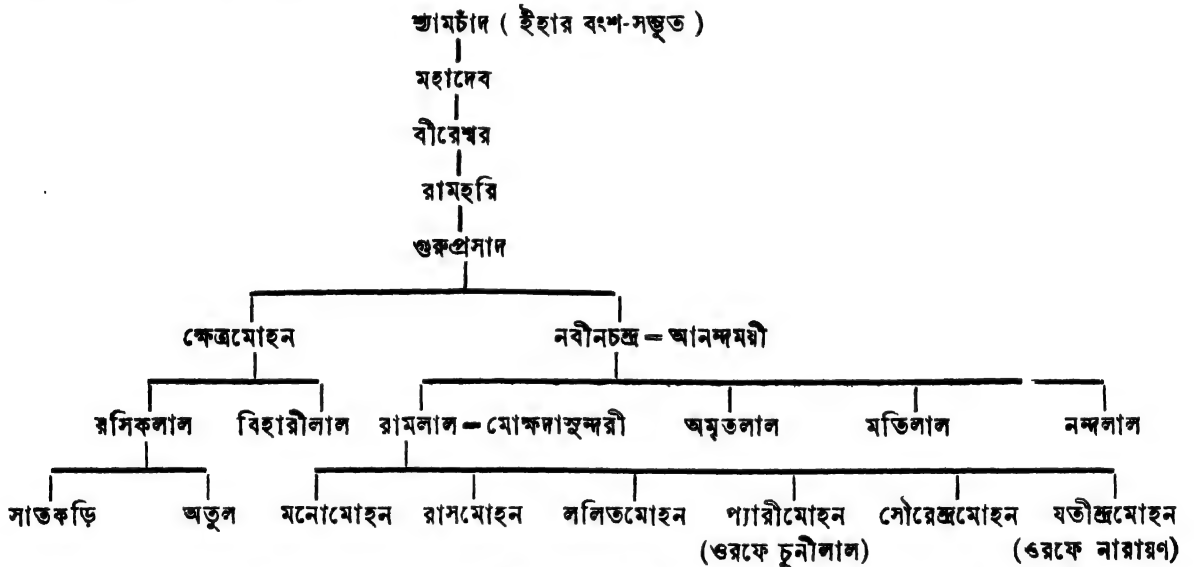 শ্যামচাঁদ ( ইঁহার বংশ-সম্ভূত )
মহাদেব
বীরেশ্বর
রামহরি
গুরুপ্রসাদ
ক্ষেত্রমোহন নবীনচন্দ্র = আনন্দময়ী
রসিকলাল বিহারীলাল রামলাল = মোক্ষদাসুন্দরী অমৃতলাল মতিলাল নন্দলাল
সাতকড়ি অতুল মনোমোহন রাসমোহন ললিতমোহন প্যারীমোহন সৌরেন্দ্রমোহন যতীন্দ্রমোহন
(ওরফে চুনীলাল) (ওরফে নারায়ণ)